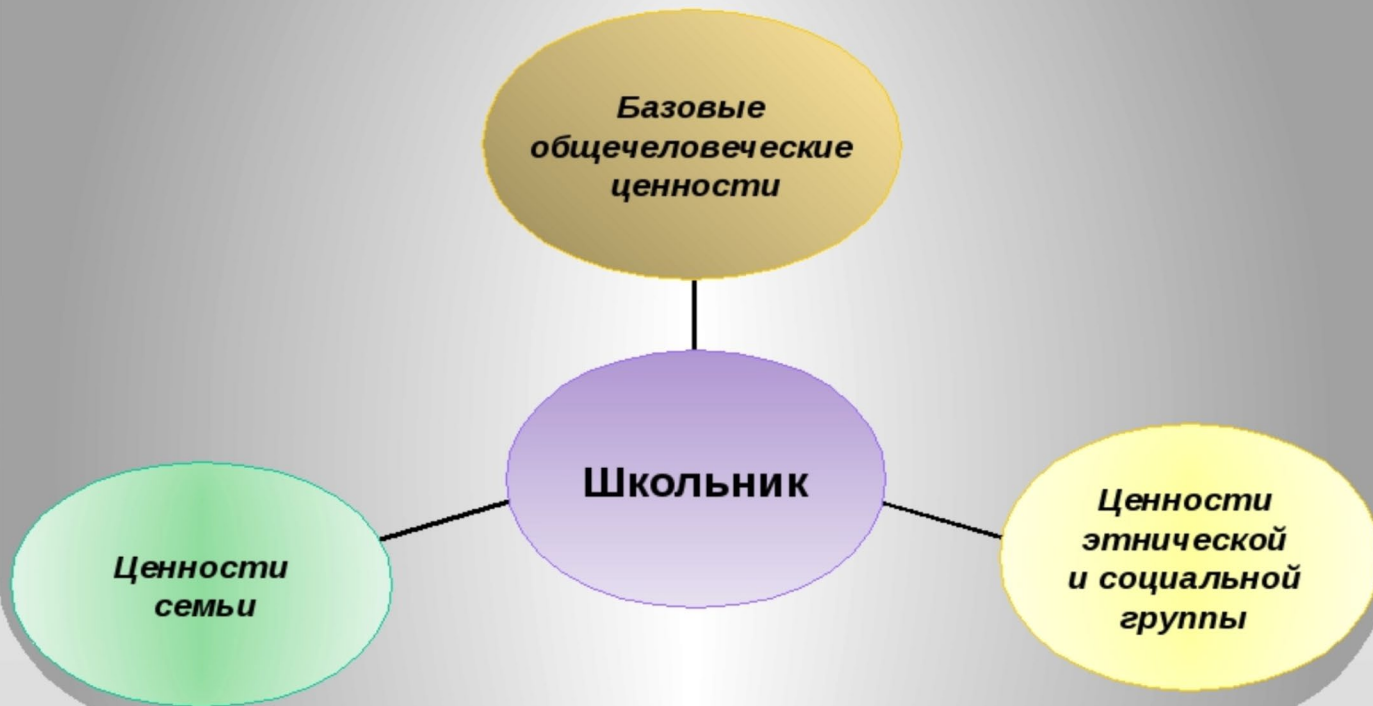 Базовые
общечеловеческие
ценности
Школьник
Ценности
семьи
Ценности
этнической
и социальной
группы